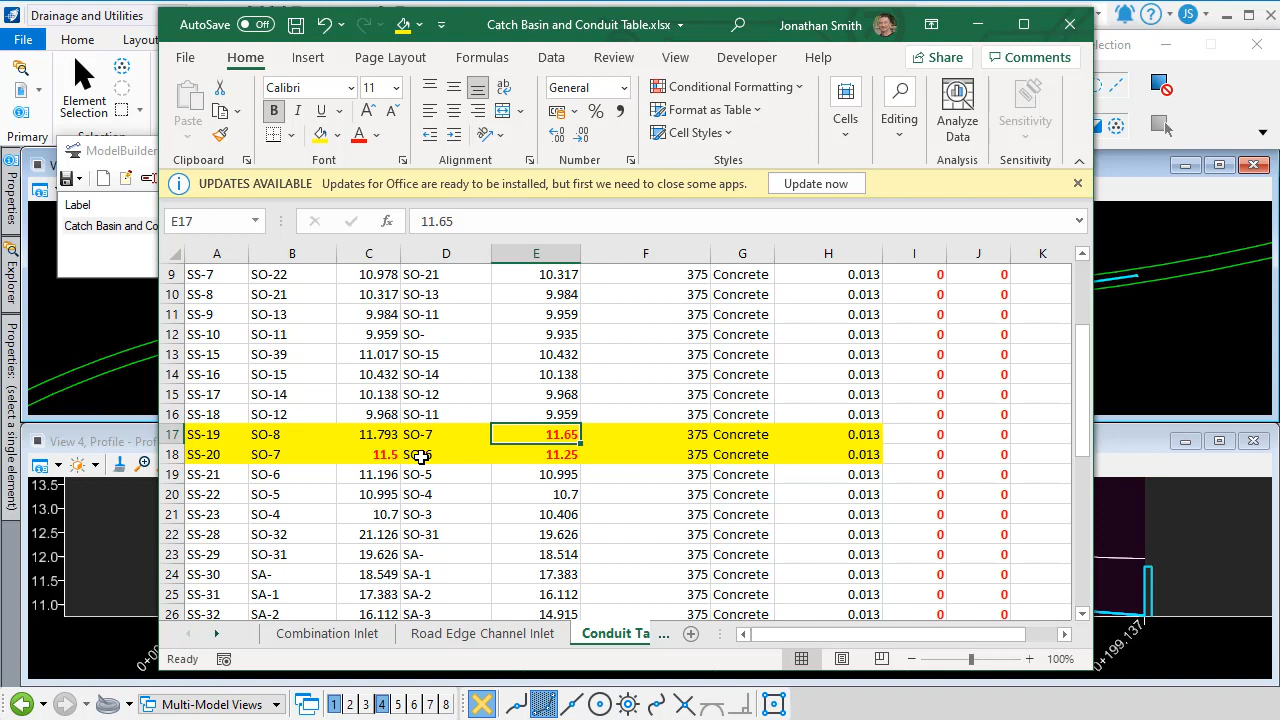 Drainage and Utilities
AutoSave Off
Catch Basin and Conduit Table.xlsx
Jonathan Smith
JS
File Home Layout
File Home Insert Page Layout Formulas Data Review View Developer Help Share Comments
Element
Selection
Primary
Paste
Clipboard
Calibri 11
B I U
Font
Alignment
General
Number
Conditional Formatting
Format as Table
Cell Styles
Styles
Cells
Editing
Analyze
Data
Analysis
Sensitivity
Sensitivity
ModelBuilder
Label
Catch Basin and Co
UPDATES AVAILABLE Updates for Office are ready to be installed, but first we need to close some apps. Update now
E17 fx 11.65
Properties
Explorer
Properties: (select a single element)
A B C D E F G H I J K
9 SS-7 SO-22 10.978 SO-21 10.317 375 Concrete 0.013 0 0
10 SS-8 SO-21 10.317 SO-13 9.984 375 Concrete 0.013 0 0
11 SS-9 SO-13 9.984 SO-11 9.959 375 Concrete 0.013 0 0
12 SS-10 SO-11 9.959 SO- 9.935 375 Concrete 0.013 0 0
13 SS-15 SO-39 11.017 SO-15 10.432 375 Concrete 0.013 0 0
14 SS-16 SO-15 10.432 SO-14 10.138 375 Concrete 0.013 0 0
15 SS-17 SO-14 10.138 SO-12 9.968 375 Concrete 0.013 0 0
16 SS-18 SO-12 9.968 SO-11 9.959 375 Concrete 0.013 0 0
17 SS-19 SO-8 11.793 SO-7 11.65 375 Concrete 0.013 0 0
18 SS-20 SO-7 11.5 SO-6 11.25 375 Concrete 0.013 0 0
19 SS-21 SO-6 11.196 SO-5 10.995 375 Concrete 0.013 0 0
20 SS-22 SO-5 10.995 SO-4 10.7 375 Concrete 0.013 0 0
21 SS-23 SO-4 10.7 SO-3 10.406 375 Concrete 0.013 0 0
22 SS-28 SO-32 21.126 SO-31 19.626 375 Concrete 0.013 0 0
23 SS-29 SO-31 19.626 SA- 18.514 375 Concrete 0.013 0 0
24 SS-30 SA- 18.549 SA-1 17.383 375 Concrete 0.013 0 0
25 SS-31 SA-1 17.383 SA-2 16.112 375 Concrete 0.013 0 0
26 SS-32 SA-2 16.112 SA-3 14.915 375 Concrete 0.013 0 0
View 4, Profile - Pr
13.5
12.5
12.0
11.5
11.0
0+199.137
Combination Inlet Road Edge Channel Inlet Conduit Ta ...
Ready 100%
Multi-Model Views 1 2 3 4 5 6 7 8